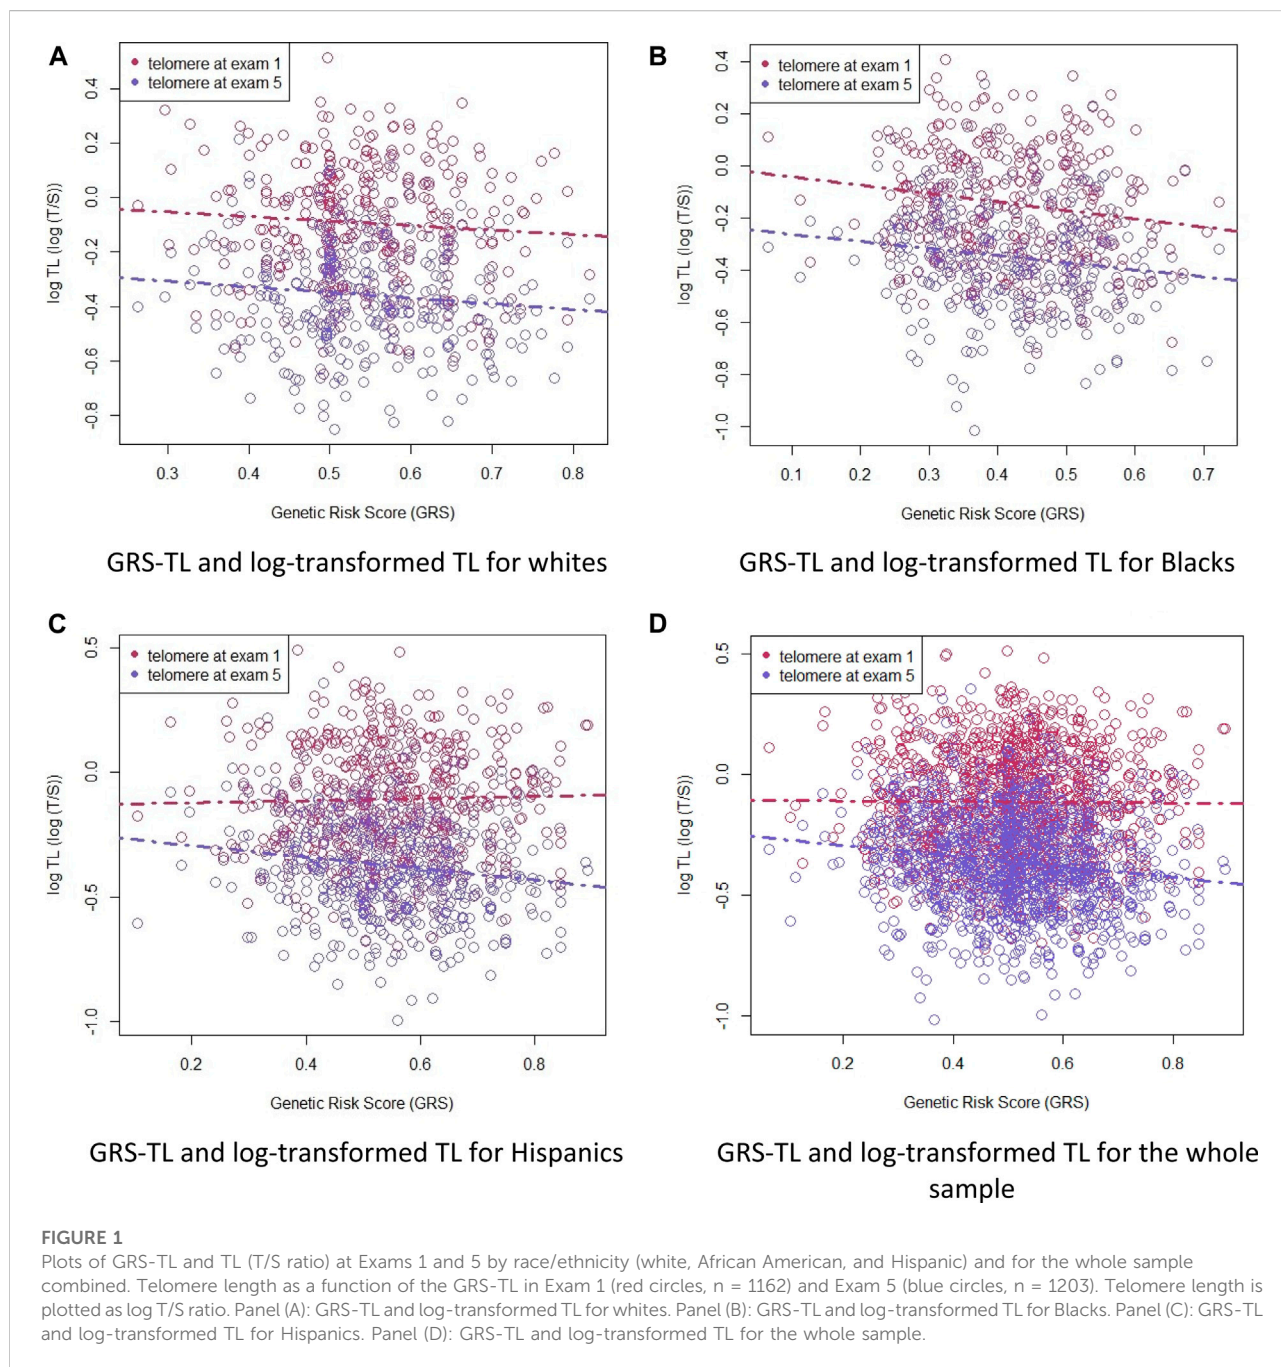 A
telomere at exam 1
telomere at exam 5
log TL (log (T/S))
0.4
0.2
0.0
-0.2
-0.4
-0.6
-0.8
0.3 0.4 0.5 0.6 0.7 0.8
Genetic Risk Score (GRS)
GRS-TL and log-transformed TL for whites
B
telomere at exam 1
telomere at exam 5
log TL (log (T/S))
0.4
0.2
0.0
-0.2
-0.4
-0.6
-0.8
-1.0
0.1 0.2 0.3 0.4 0.5 0.6 0.7
Genetic Risk Score (GRS)
GRS-TL and log-transformed TL for Blacks
C
telomere at exam 1
telomere at exam 5
log TL (log (T/S))
0.5
0.0
-0.5
-1.0
0.2 0.4 0.6 0.8
Genetic Risk Score (GRS)
GRS-TL and log-transformed TL for Hispanics
D
telomere at exam 1
telomere at exam 5
log TL (log (T/S))
0.5
0.0
-0.5
-1.0
0.2 0.4 0.6 0.8
Genetic Risk Score (GRS)
GRS-TL and log-transformed TL for the whole
sample
FIGURE 1
Plots of GRS-TL and TL (T/S ratio) at Exams 1 and 5 by race/ethnicity (white, African American, and Hispanic) and for the whole sample
combined. Telomere length as a function of the GRS-TL in Exam 1 (red circles, n = 1162) and Exam 5 (blue circles, n = 1203). Telomere length is
plotted as log T/S ratio. Panel (A): GRS-TL and log-transformed TL for whites. Panel (B): GRS-TL and log-transformed TL for Blacks. Panel (C): GRS-TL
and log-transformed TL for Hispanics. Panel (D): GRS-TL and log-transformed TL for the whole sample.